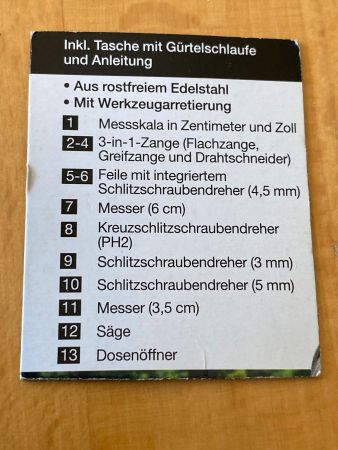 Inkl. Tasche mit Gürtelschlaufe
und Anleitung
• Aus rostfreiem Edelstahl
• Mit Werkzeugarretierung
1 Messskala in Zentimeter und Zoll
2-4 3-in-1-Zange (Flachzange,
Greifzange und Drahtschneider)
5-6 Feile mit integriertem
Schlitzschraubendreher (4,5 mm)
7 Messer (6 cm)
8 Kreuzschlitzschraubendreher
(PH2)
9 Schlitzschraubendreher (3 mm)
10 Schlitzschraubendreher (5 mm)
11 Messer (3,5 cm)
12 Säge
13 Dosenöffner